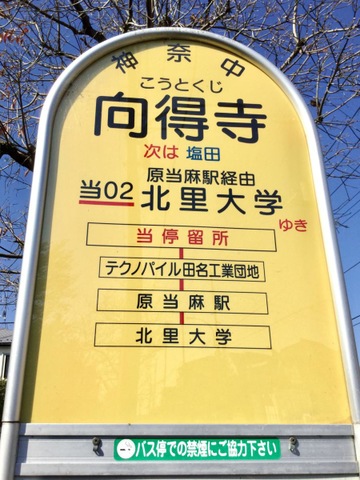 神奈中
こうとくじ
向得寺
次は 塩田
原当麻駅経由
当02 北里大学 ゆき
当停留所
テクノパイル田名工業団地
原当麻駅
北里大学
バス停での禁煙にご協力下さい